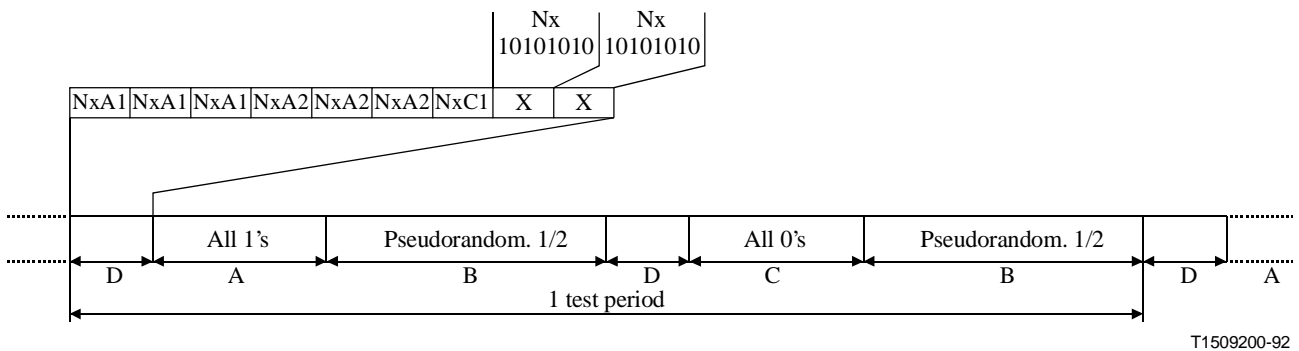 Nx Nx
10101010 10101010
NxA1 NxA1 NxA1 NxA2 NxA2 NxA2 NxC1 X X
All 1’s Pseudorandom. 1/2 All 0’s Pseudorandom. 1/2
D A B D C B D A
1 test period
T1509200-92